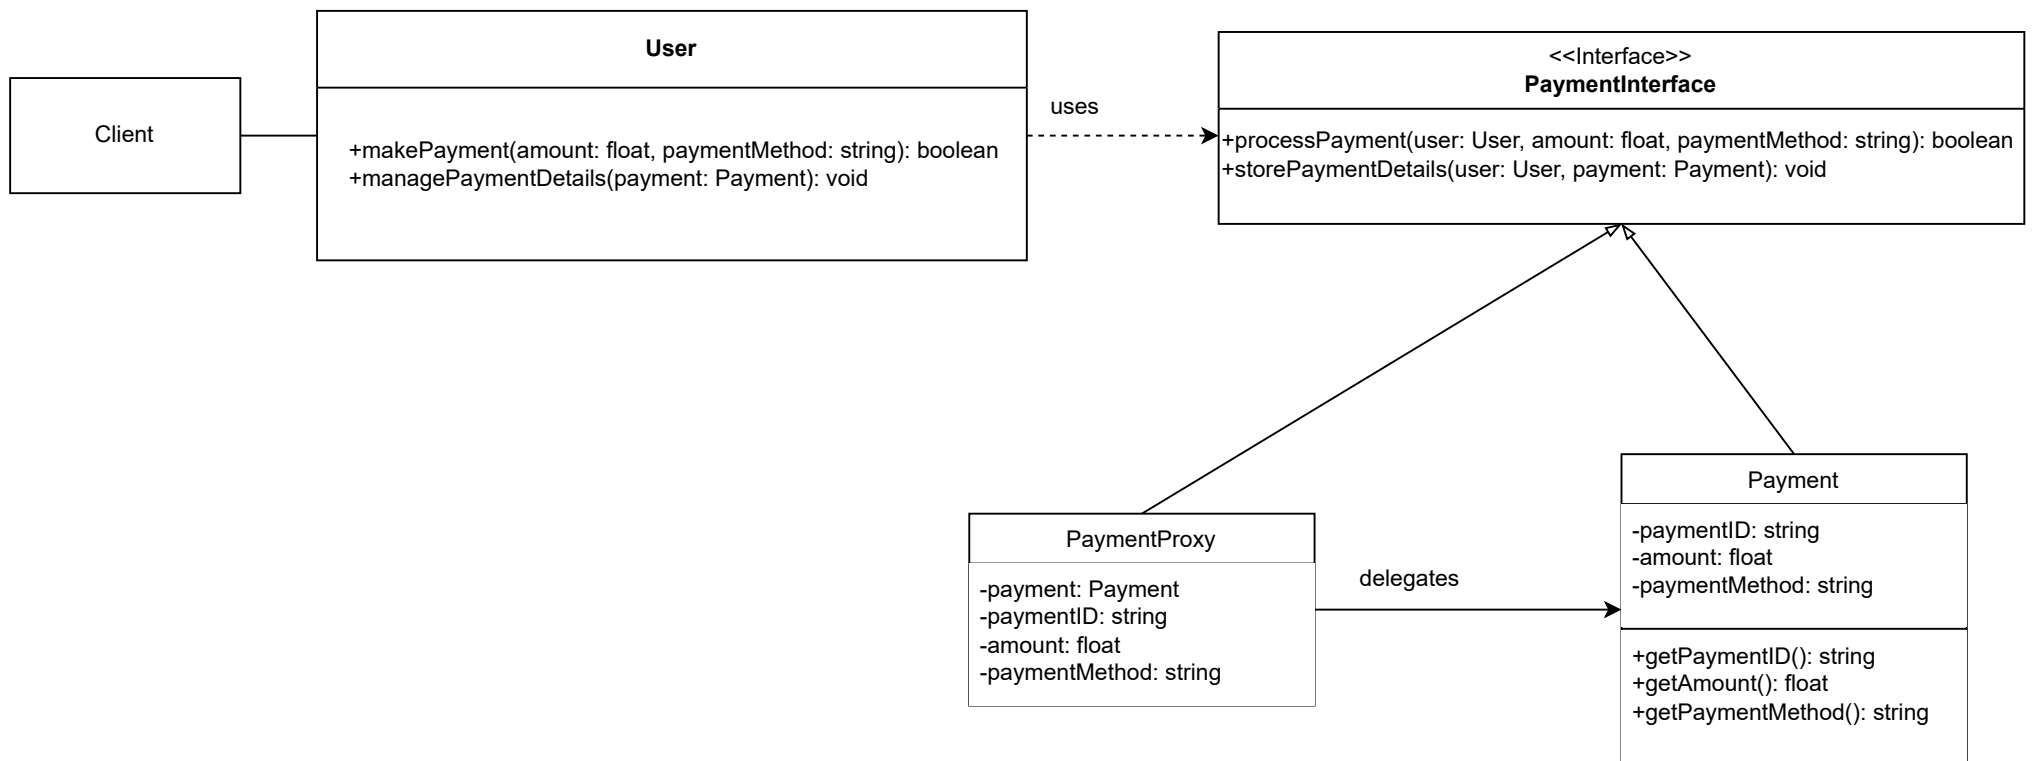 Client
User
+makePayment(amount: float, paymentMethod: string): boolean
+managePaymentDetails(payment: Payment): void
uses
<<Interface>>
PaymentInterface
+processPayment(user: User, amount: float, paymentMethod: string): boolean
+storePaymentDetails(user: User, payment: Payment): void
PaymentProxy
-payment: Payment
-paymentID: string
-amount: float
-paymentMethod: string
delegates
Payment
-paymentID: string
-amount: float
-paymentMethod: string
+getPaymentID(): string
+getAmount(): float
+getPaymentMethod(): string